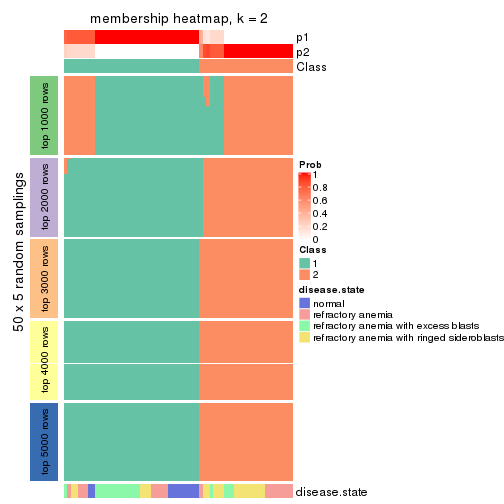 membership heatmap, k = 2
p1
p2
Class
50 x 5 random samplings
top 1000 rows
top 2000 rows
top 3000 rows
top 4000 rows
top 5000 rows
Prob
1
0.8
0.6
0.4
0.2
0
Class
1
2
disease.state
normal
refractory anemia
refractory anemia with excess blasts
refractory anemia with ringed sideroblasts
disease.state